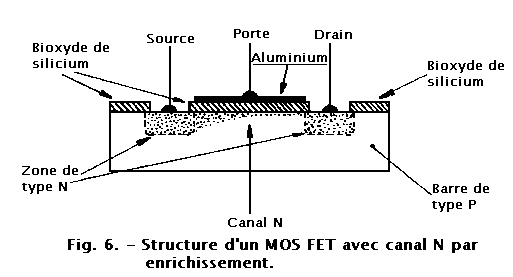 Source
Porte
Drain
Bioxyde de
silicium
Aluminium
Bioxyde de
silicium
Zone de
type N
Canal N
Barre de
type P
Fig. 6. - Structure d'un MOS FET avec canal N par
enrichissement.